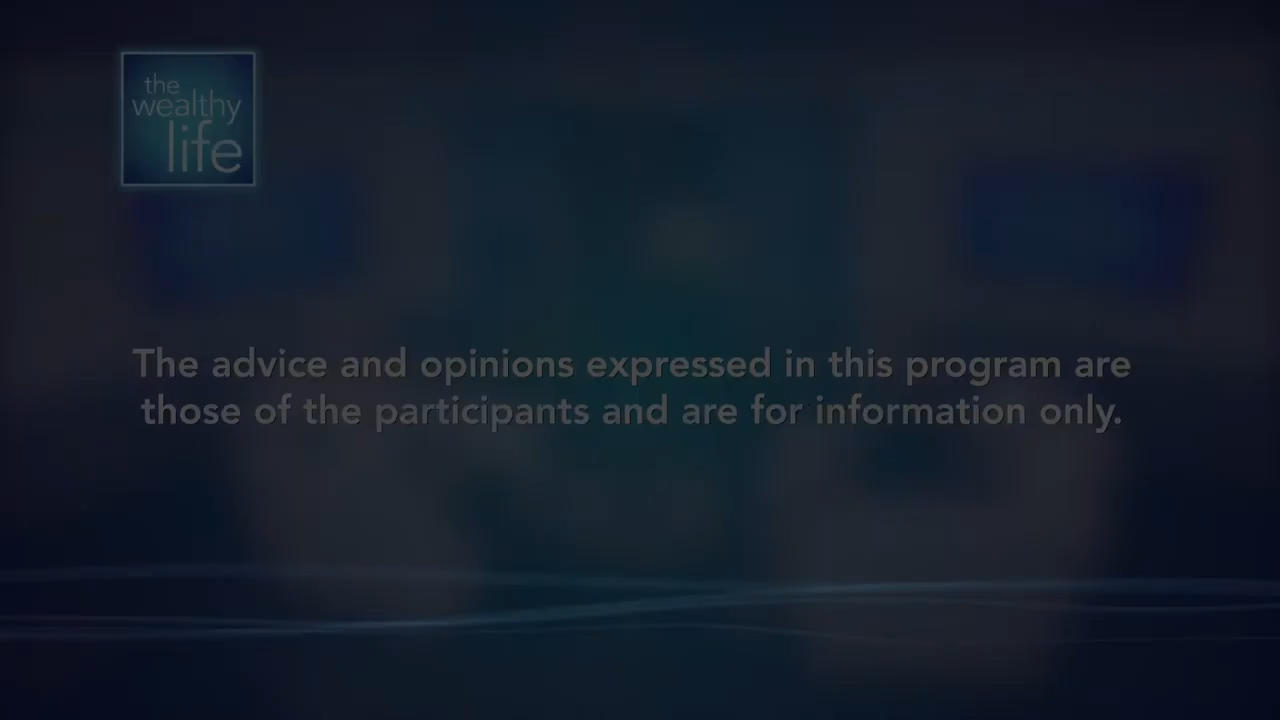 the
wealthy
life
The advice and opinions expressed in this program are
those of the participants and are for information only.